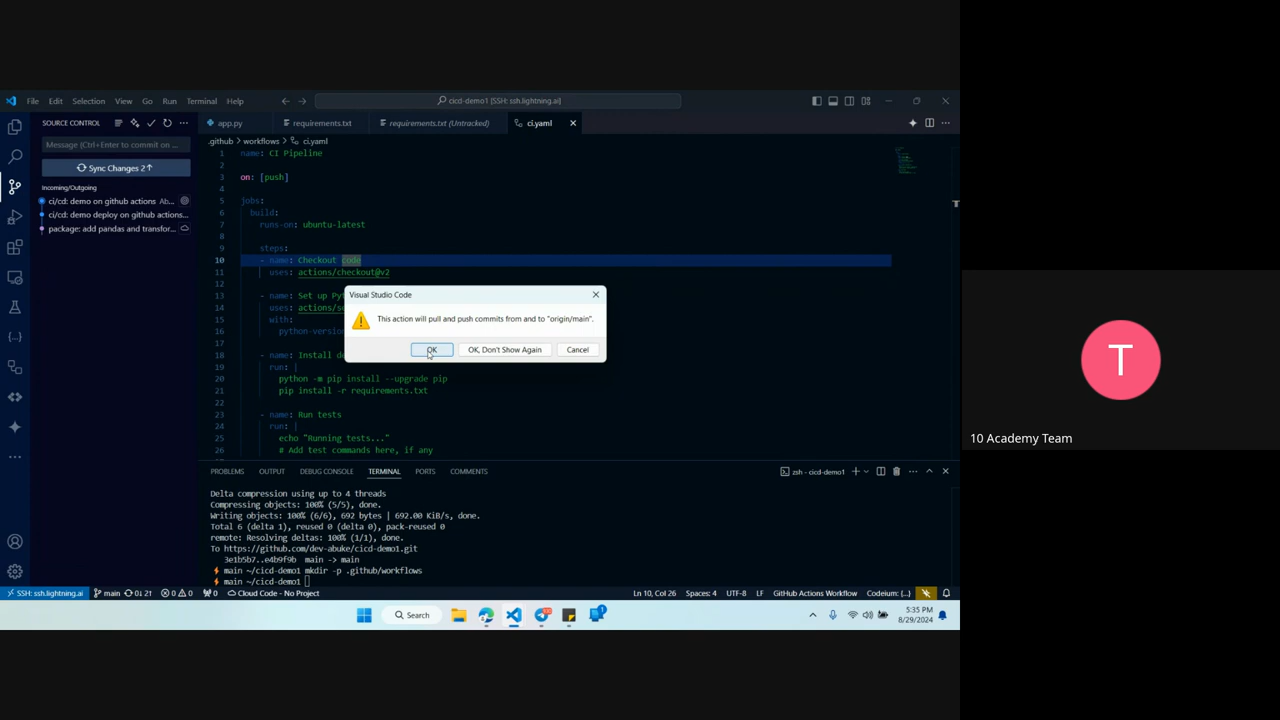 File Edit Selection View Go Run Terminal Help
cicd-demo1 [SSH: ssh.lightning.ai]
SOURCE CONTROL
app.py
requirements.txt
requirements.txt (Untracked)
ci.yaml
.github
workflows
ci.yaml
Message (Ctrl+Enter to commit on ...
Sync Changes 2↑
Incoming/Outgoing
ci/cd: demo on github actions Ab...
ci/cd: demo deploy on github actions...
package: add pandas and transfor...
1 name: CI Pipeline
2
3 on: [push]
4
5 jobs:
6 build:
7 runs-on: ubuntu-latest
8
9 steps:
10 - name: Checkout code
11 uses: actions/checkout@v2
12
13 - name: Set up Pyt
14 uses: actions/se
15 with:
16 python-version
17
18 - name: Install de
19 run: |
20 python -m pip install --upgrade pip
21 pip install -r requirements.txt
22
23 - name: Run tests
24 run: |
25 echo "Running tests..."
26 # Add test commands here, if any
Visual Studio Code
This action will pull and push commits from and to "origin/main".
OK
OK, Don't Show Again
Cancel
PROBLEMS OUTPUT DEBUG CONSOLE TERMINAL PORTS COMMENTS
zsh - cicd-demo1
Delta compression using up to 4 threads
Compressing objects: 100% (5/5), done.
Writing objects: 100% (6/6), 692 bytes | 692.00 KiB/s, done.
Total 6 (delta 1), reused 0 (delta 0), pack-reused 0
remote: Resolving deltas: 100% (1/1), done.
To https://github.com/dev-abuke/cicd-demo1.git
3e1b5b7..e4b9f9b main -> main
main ~/cicd-demo1 mkdir -p .github/workflows
main ~/cicd-demo1
SSH: ssh.lightning.ai main 0↓ 2↑ 0 0 0 Cloud Code - No Project
Ln 10, Col 26 Spaces: 4 UTF-8 LF GitHub Actions Workflow Codeium: {...}
Search
5:35 PM
8/29/2024
T
10 Academy Team